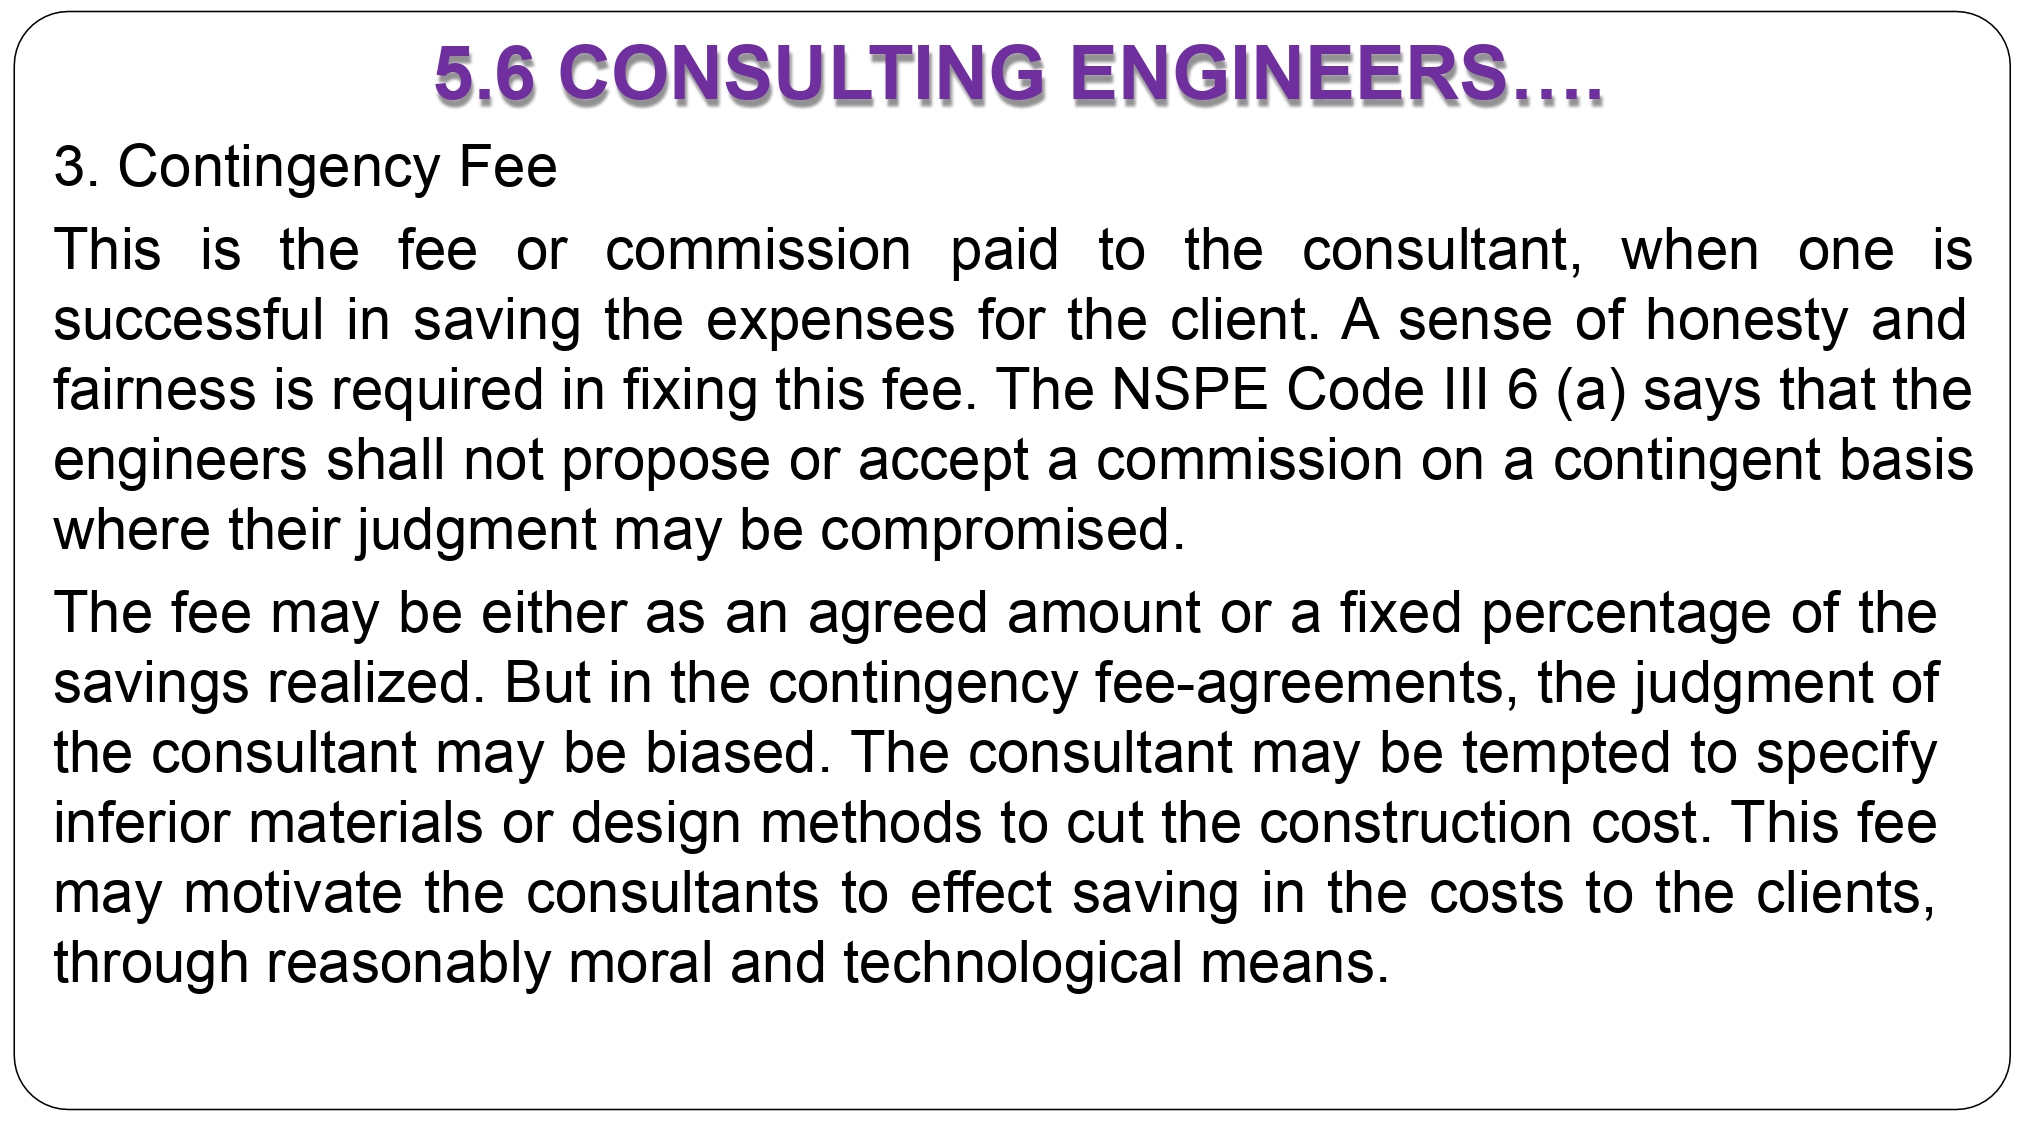 5.6 CONSULTING ENGINEERS….
3. Contingency Fee
This is the fee or commission paid to the consultant, when one is
successful in saving the expenses for the client. A sense of honesty and
fairness is required in fixing this fee. The NSPE Code III 6 (a) says that the
engineers shall not propose or accept a commission on a contingent basis
where their judgment may be compromised.
The fee may be either as an agreed amount or a fixed percentage of the
savings realized. But in the contingency fee-agreements, the judgment of
the consultant may be biased. The consultant may be tempted to specify
inferior materials or design methods to cut the construction cost. This fee
may motivate the consultants to effect saving in the costs to the clients,
through reasonably moral and technological means.